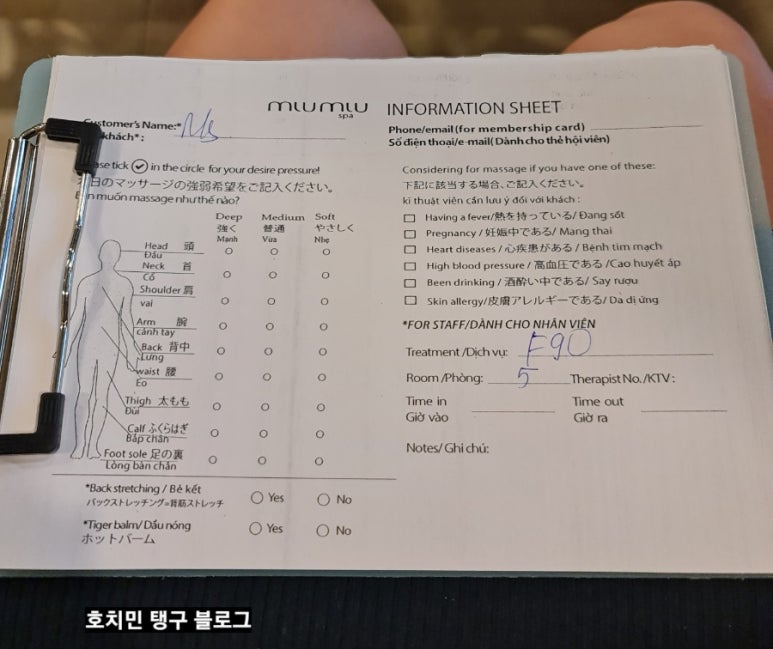 miumiu spa
INFORMATION SHEET
Customer's Name:*
khách*:
Phone/email(for membership card)
Số điện thoại/e-mail( Dành cho thẻ hội viên)
tick ✓ in the circle for your desire pressure!
日のマッサージの強弱希望をご記入ください。
muốn massage như thế nào?
Deep Medium Soft
強く 普通 やさしく
Mạnh Vừa Nhẹ
Head 頭
Đầu
Neck 首
Cổ
Shoulder 肩
vai
Arm 腕
cánh tay
Back 背中
Lưng
waist 腰
Eo
Thigh 太もも
Đùi
Calf ふくらはぎ
Bắp chân
Foot sole 足の裏
Lòng bàn chân
*Back stretching / Bẻ kết
バックストレッチング=背筋ストレッチ
Yes No
*Tiger balm/ Dầu nóng
ホットバーム
Yes No
Considering for massage if you have one of these:
下記に該当する場合、ご記入ください。
kĩ thuật viên cần lưu ý đối với khách :
Having a fever/熱を持っている/ Đang sốt
Pregnancy / 妊娠中である/ Mang thai
Heart diseases / 心疾患がある / Bệnh tim mạch
High blood pressure / 高血圧である /Cao huyết áp
Been drinking / 酒酔い中である/ Say rượu
Skin allergy/皮膚アレルギーである/ Da dị ứng
*FOR STAFF/DÀNH CHO NHÂN VIÊN
Treatment /Dịch vụ: F90
Room /Phòng: 5 Therapist No./KTV :
Time in Time out
Giờ vào Giờ ra
Notes/ Ghi chú:
호치민 탱구 블로그